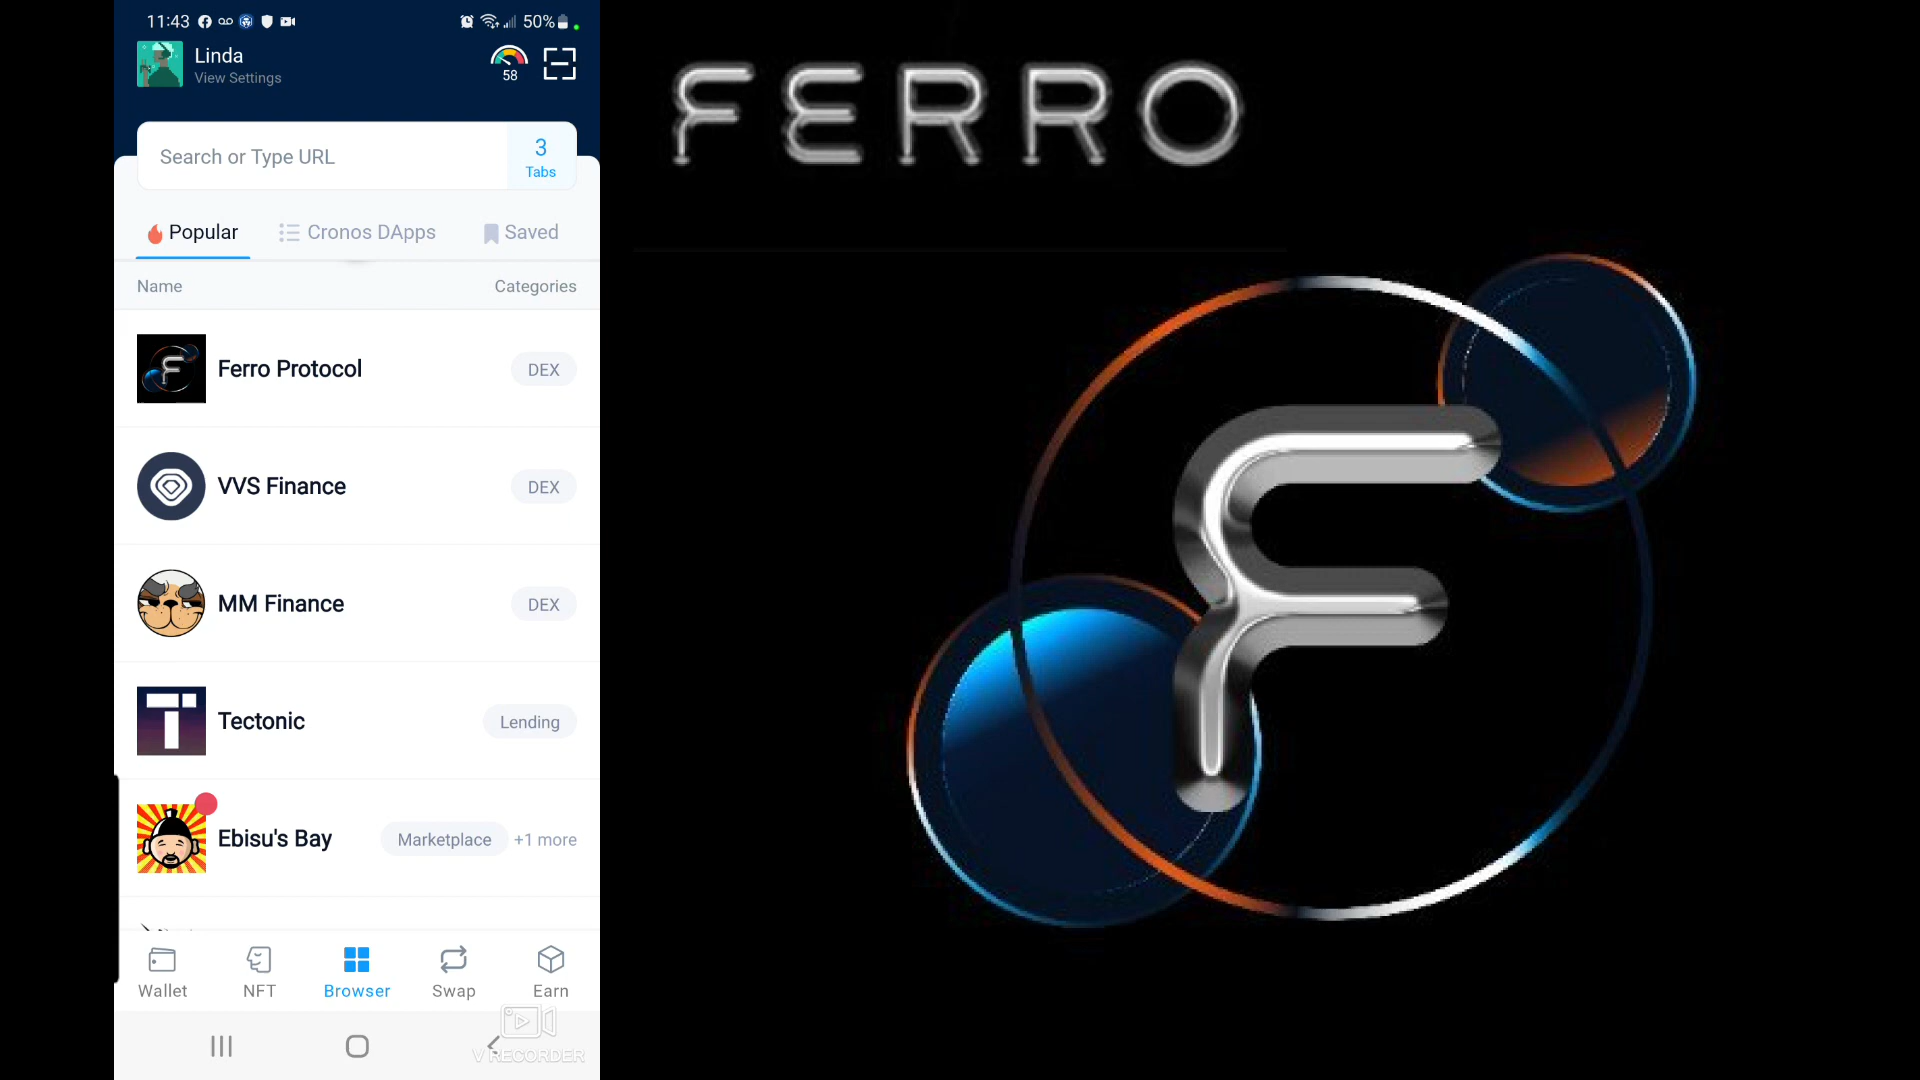 11:43
50%
Linda
View Settings
58
Search or Type URL
3
Tabs
Popular
Cronos DApps
Saved
Name
Categories
Ferro Protocol
DEX
VVS Finance
DEX
MM Finance
DEX
Tectonic
Lending
Ebisu's Bay
Marketplace
+1 more
Wallet
NFT
Browser
Swap
Earn
V RECORDER
FERRO
F